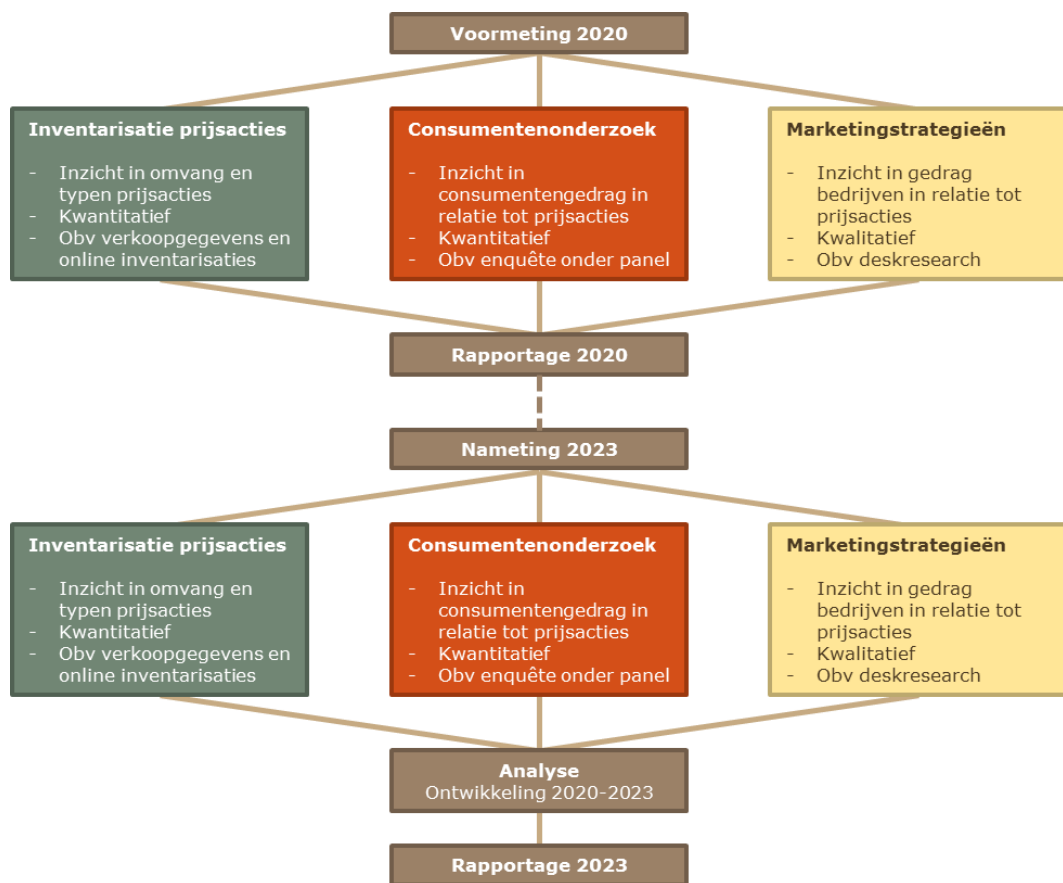 Voormeting 2020
Inventarisatie prijsacties
- Inzicht in omvang en
typen prijsacties
- Kwantitatief
- Obv verkoopgegevens en
online inventarisaties
Consumentenonderzoek
- Inzicht in
consumentengedrag in
relatie tot prijsacties
- Kwantitatief
- Obv enquête onder panel
Marketingstrategieën
- Inzicht in gedrag
bedrijven in relatie tot
prijsacties
- Kwalitatief
- Obv deskresearch
Rapportage 2020
Nameting 2023
Inventarisatie prijsacties
- Inzicht in omvang en
typen prijsacties
- Kwantitatief
- Obv verkoopgegevens en
online inventarisaties
Consumentenonderzoek
- Inzicht in
consumentengedrag in
relatie tot prijsacties
- Kwantitatief
- Obv enquête onder panel
Marketingstrategieën
- Inzicht in gedrag
bedrijven in relatie tot
prijsacties
- Kwalitatief
- Obv deskresearch
Analyse
Ontwikkeling 2020-2023
Rapportage 2023